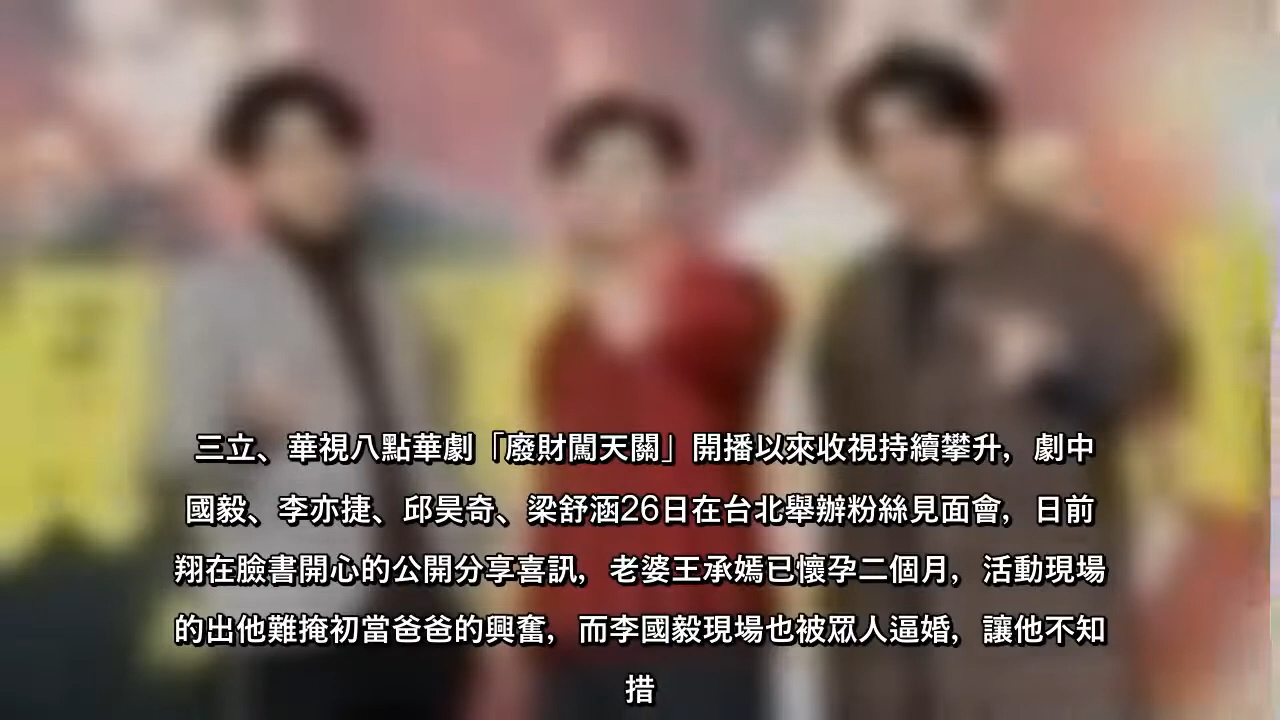 三立、華視八點華劇「廢財闖天關」開播以來收視持續攀升，劇中
國毅、李亦捷、邱昊奇、梁舒涵26日在台北舉辦粉絲見面會，日前
翔在臉書開心的公開分享喜訊，老婆王承嫣已懷孕二個月，活動現場
的出他難掩初當爸爸的興奮，而李國毅現場也被眾人逼婚，讓他不知
措